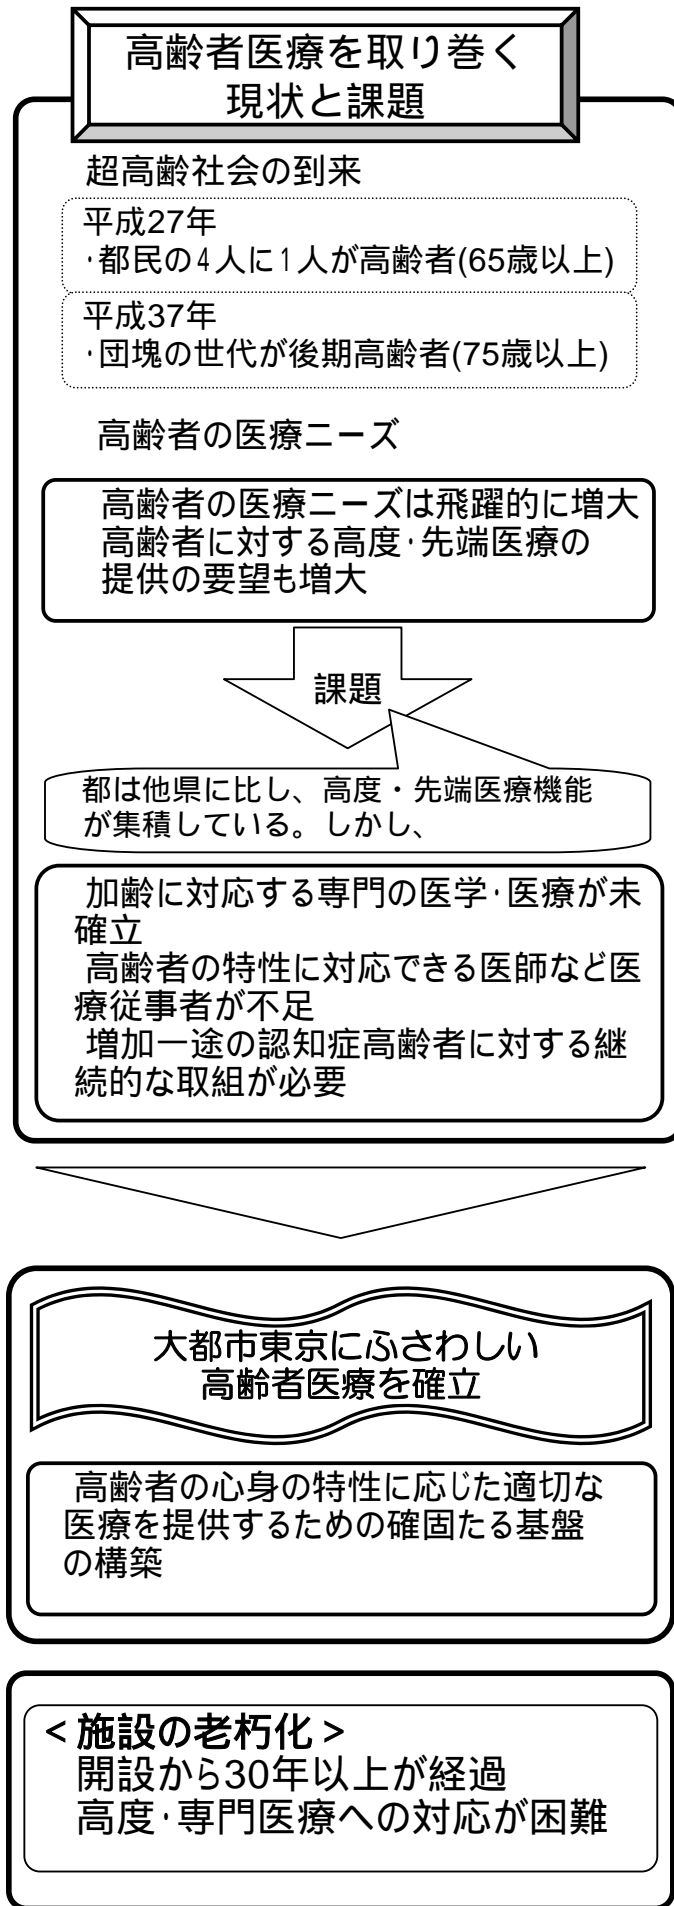 高齢者医療を取り巻く
現状と課題
超高齢社会の到来
平成27年
・都民の4人に1人が高齢者(65歳以上)
平成37年
・団塊の世代が後期高齢者(75歳以上)
高齢者の医療ニーズ
高齢者の医療ニーズは飛躍的に増大
高齢者に対する高度・先端医療の
提供の要望も増大
課題
都は他県に比し、高度・先端医療機能
が集積している。しかし、
加齢に対応する専門の医学・医療が未
確立
高齢者の特性に対応できる医師など医
療従事者が不足
増加一途の認知症高齢者に対する継
続的な取組が必要
大都市東京にふさわしい
高齢者医療を確立
高齢者の心身の特性に応じた適切な
医療を提供するための確固たる基盤
の構築
<施設の老朽化>
開設から30年以上が経過
高度・専門医療への対応が困難